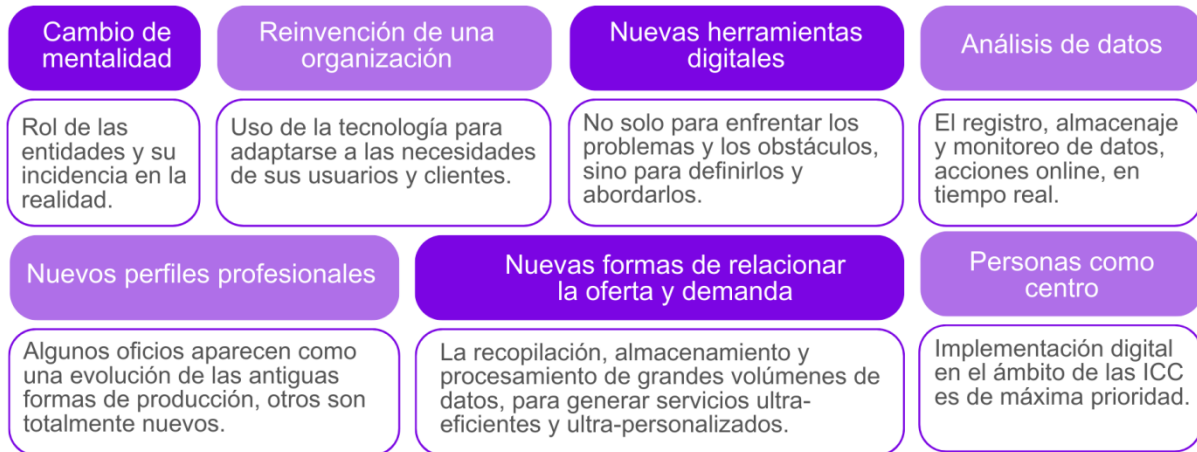 Cambio de
mentalidad
Rol de las
entidades y su
incidencia en la
realidad.
Reinvención de una
organización
Uso de la tecnología para
adaptarse a las necesidades
de sus usuarios y clientes.
Nuevas herramientas
digitales
No solo para enfrentar los
problemas y los obstáculos,
sino para definirlos y
abordarlos.
Análisis de datos
El registro, almacenaje
y monitoreo de datos,
acciones online, en
tiempo real.
Nuevos perfiles profesionales
Algunos oficios aparecen como
una evolución de las antiguas
formas de producción, otros son
totalmente nuevos.
Nuevas formas de relacionar
la oferta y demanda
La recopilación, almacenamiento y
procesamiento de grandes volúmenes de
datos, para generar servicios ultra-
eficientes y ultra-personalizados.
Personas como
centro
Implementación digital
en el ámbito de las ICC
es de máxima prioridad.